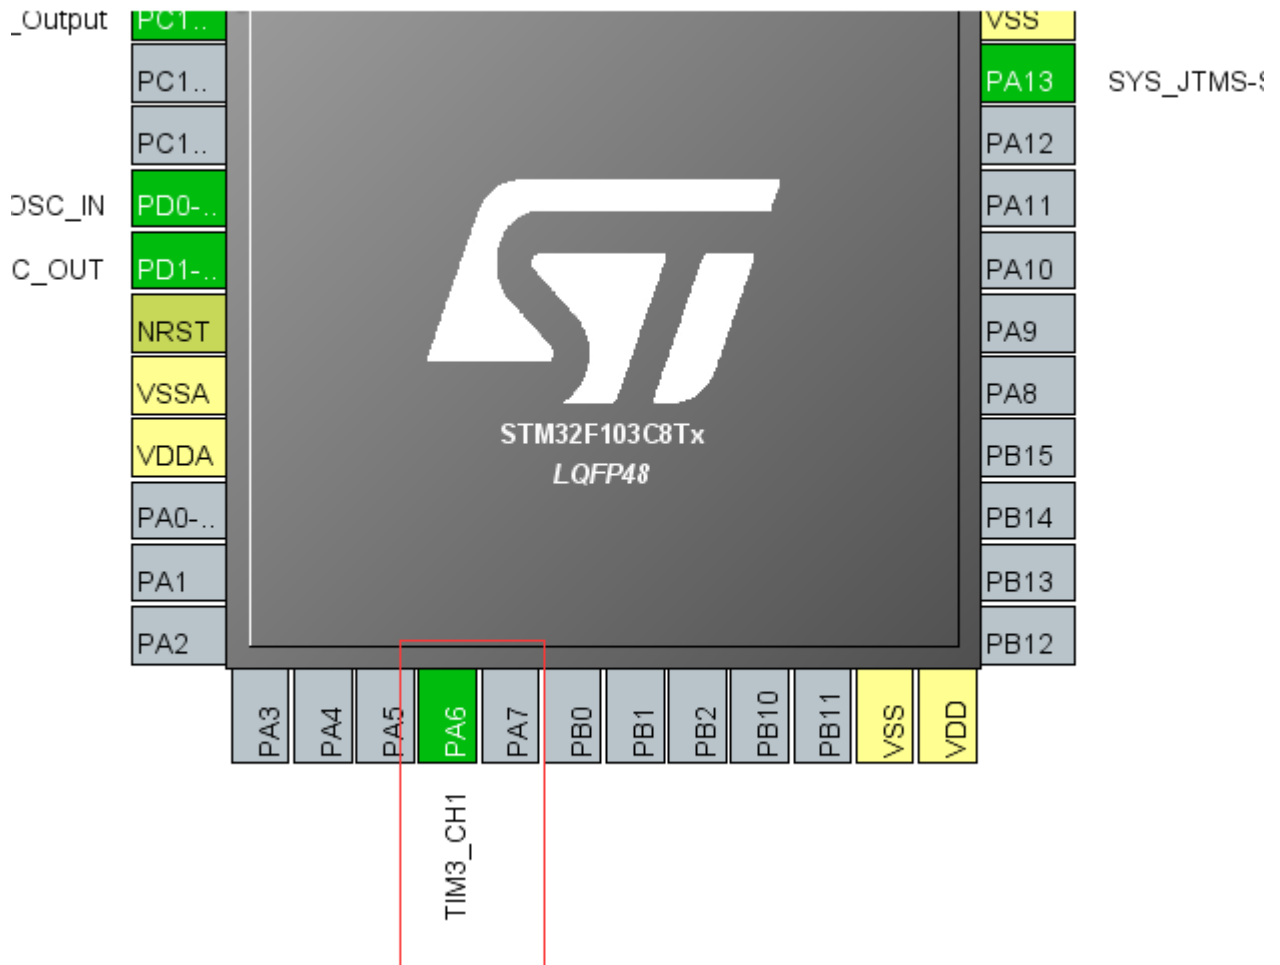 _Output PC1.. VSS
PC1.. PA13 SYS_JTMS-S
PC1.. PA12
OSC_IN PD0-.. PA11
C_OUT PD1-.. PA10
NRST PA9
VSSA PA8
STM32F103C8Tx
VDDA PB15
LQFP48
PA0-.. PB14
PA1 PB13
PA2 PB12
PA3 PA4 PA5 PA6 PA7 PB0 PB1 PB2 PB10 PB11 VSS VDD
TIM3_CH1